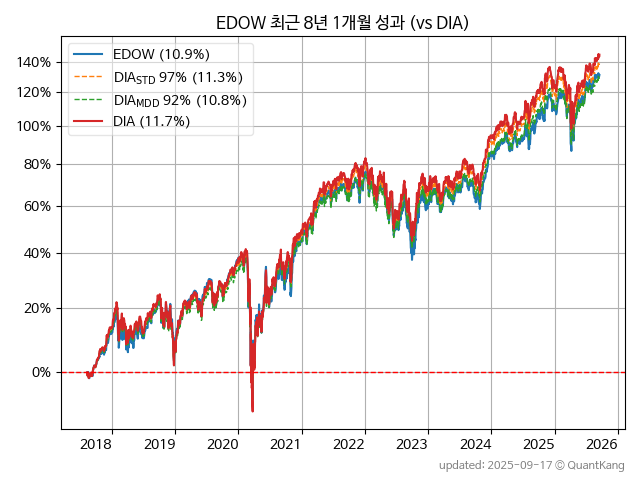 EDOW 최근 8년 1개월 성과 (vs DIA)
EDOW (10.9%)
DIA_STD 97% (11.3%)
DIA_MDD 92% (10.8%)
DIA (11.7%)
140%
120%
100%
80%
60%
40%
20%
0%
2018 2019 2020 2021 2022 2023 2024 2025 2026
updated: 2025-09-17 © QuantKang